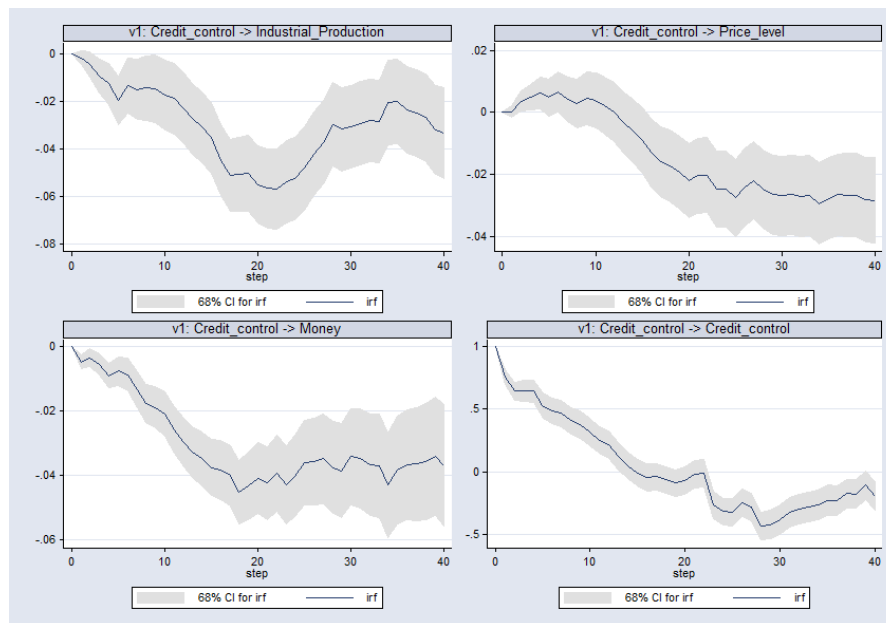 v1: Credit_control -> Industrial_Production
0
-.02
-.04
-.06
-.08
0 10 20 30 40
step
68% CI for irf irf
v1: Credit_control -> Price_level
.02
0
-.02
-.04
0 10 20 30 40
step
68% CI for irf irf
v1: Credit_control -> Money
0
-.02
-.04
-.06
0 10 20 30 40
step
68% CI for irf irf
v1: Credit_control -> Credit_control
1
.5
0
-.5
0 10 20 30 40
step
68% CI for irf irf